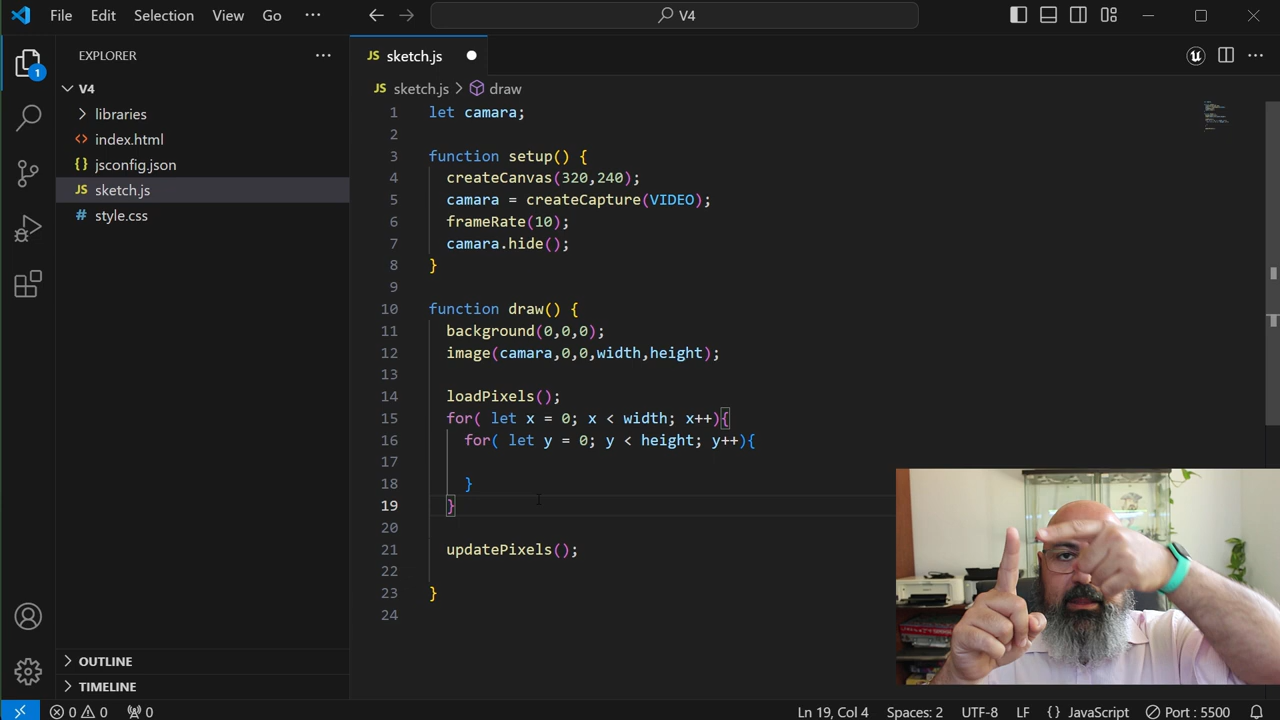 File Edit Selection View Go ··· V4
EXPLORER ···
V4
libraries
<> index.html
{} jsconfig.json
JS sketch.js
# style.css
OUTLINE
TIMELINE
1
JS sketch.js
JS sketch.js > draw
1 let camara;
2
3 function setup() {
4 createCanvas(320,240);
5 camara = createCapture(VIDEO);
6 frameRate(10);
7 camara.hide();
8 }
9
10 function draw() {
11 background(0,0,0);
12 image(camara,0,0,width,height);
13
14 loadPixels();
15 for( let x = 0; x < width; x++){
16 for( let y = 0; y < height; y++){
17
18 }
19 }
20
21 updatePixels();
22
23 }
24
0 0 0 Ln 19, Col 4 Spaces: 2 UTF-8 LF {} JavaScript Port : 5500